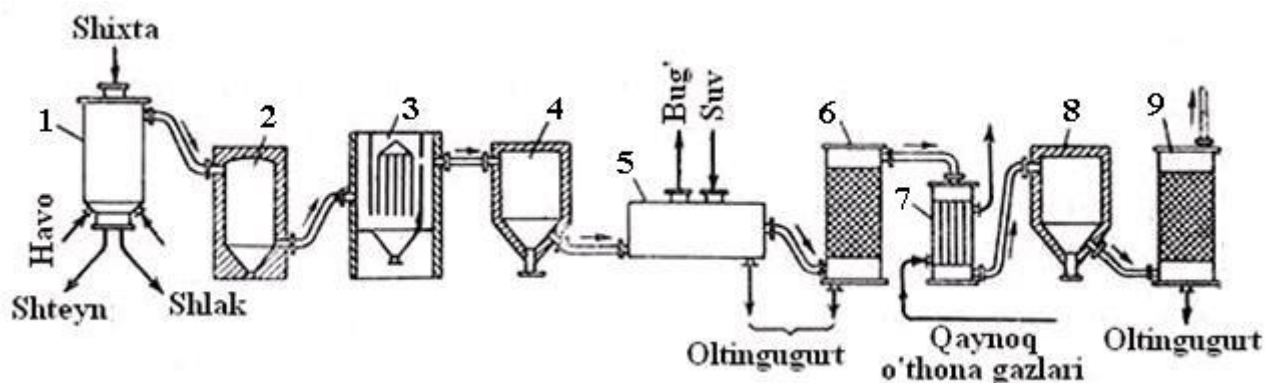 Shixta
1
2
3
4
Bug'
Suv
5
6
7
8
9
Havo
Shteyn
Shlak
Oltingugurt
Qaynoq
o'thona gazlari
Oltingugurt